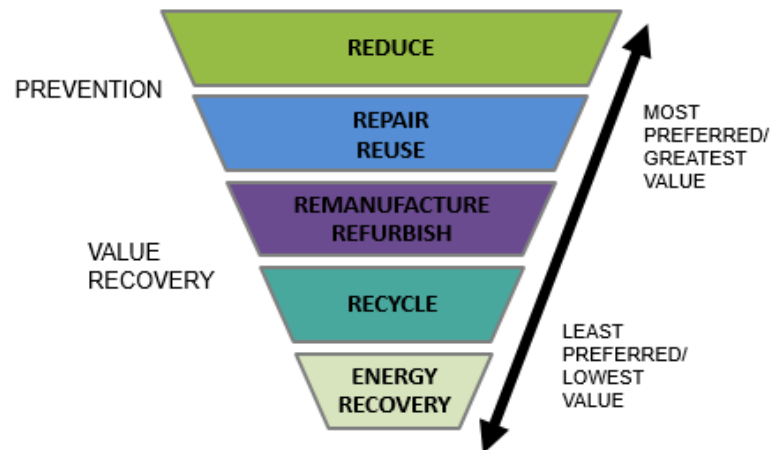 REDUCE
PREVENTION
REPAIR
REUSE
MOST
PREFERRED/
GREATEST
VALUE
REMANUFACTURE
REFURBISH
VALUE
RECOVERY
RECYCLE
LEAST
PREFERRED/
LOWEST
VALUE
ENERGY
RECOVERY